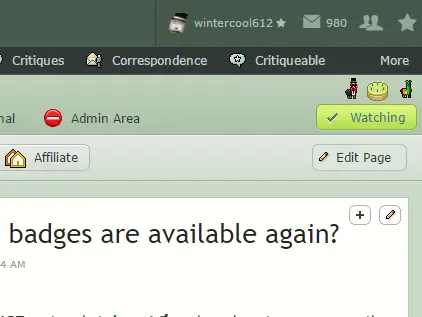 wintercool612 980
Critiques Correspondence Critiqueable More
nal Admin Area Watching
Affiliate Edit Page
badges are available again?
4 AM